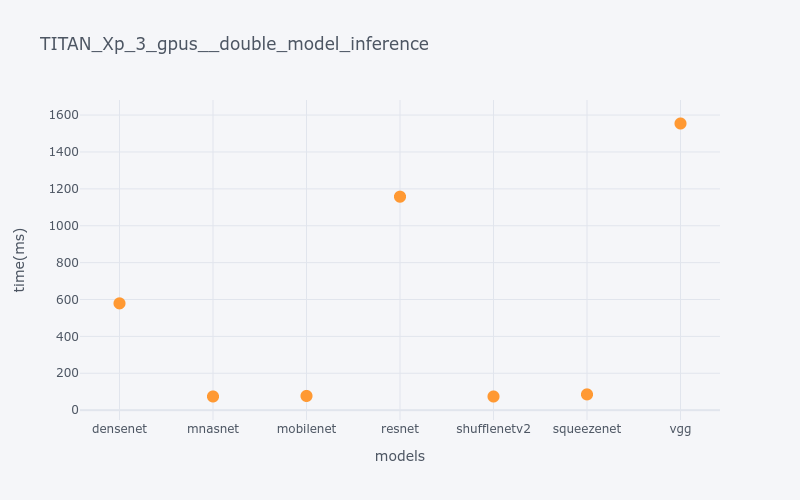 TITAN_Xp_3_gpus__double_model_inference
1600
1400
1200
1000
800
600
400
200
0
time(ms)
densenet mnasnet mobilenet resnet shufflenetv2 squeezenet vgg
models